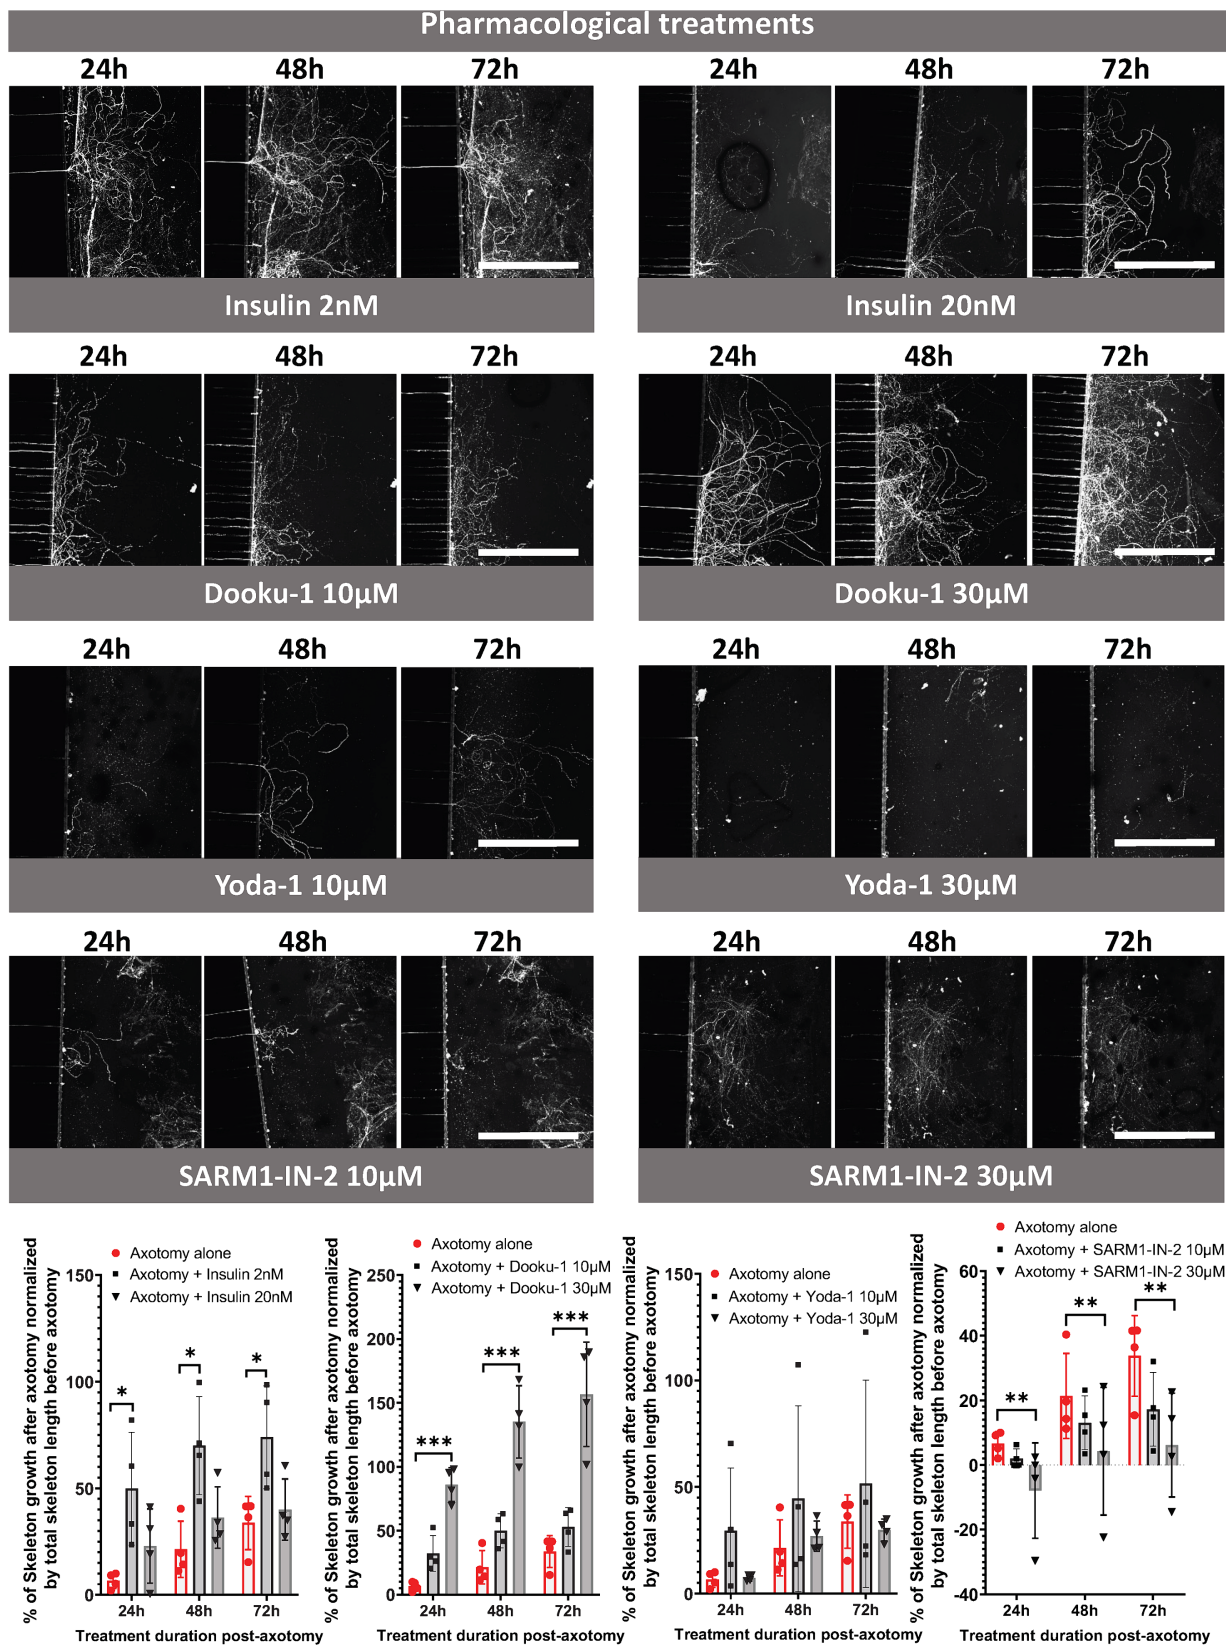 Pharmacological treatments
24h 48h 72h 24h 48h 72h
Insulin 2nM Insulin 20nM
24h 48h 72h 24h 48h 72h
Dooku-1 10µM Dooku-1 30µM
24h 48h 72h 24h 48h 72h
Yoda-1 10µM Yoda-1 30µM
24h 48h 72h 24h 48h 72h
SARM1-IN-2 10µM SARM1-IN-2 30µM
% of Skeleton growth after axotomy normalized
by total skeleton length before axotomy
Axotomy alone
Axotomy + Insulin 2nM
Axotomy + Insulin 20nM
150
100
50
0
*
*
*
24h 48h 72h
Treatment duration post-axotomy
% of Skeleton growth after axotomy normalized
by total skeleton length before axotomy
Axotomy alone
Axotomy + Dooku-1 10µM
Axotomy + Dooku-1 30µM
250
200
150
100
50
0
***
***
***
24h 48h 72h
Treatment duration post-axotomy
% of Skeleton growth after axotomy normalized
by total skeleton length before axotomy
Axotomy alone
Axotomy + Yoda-1 10µM
Axotomy + Yoda-1 30µM
150
100
50
0
24h 48h 72h
Treatment duration post-axotomy
% of Skeleton growth after axotomy normalized
by total skeleton length before axotomy
Axotomy alone
Axotomy + SARM1-IN-2 10µM
Axotomy + SARM1-IN-2 30µM
60
40
20
0
-20
-40
**
**
**
24h 48h 72h
Treatment duration post-axotomy